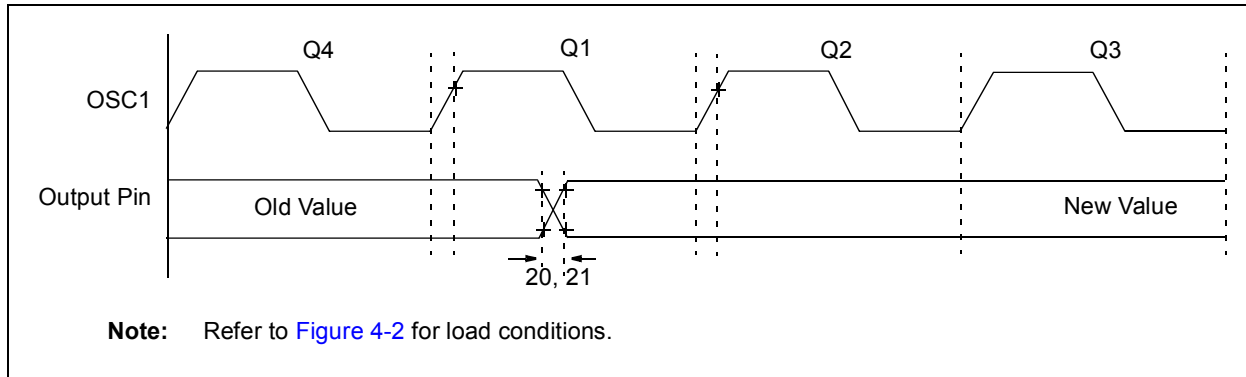 Q4 Q1 Q2 Q3
OSC1
Output Pin
Old Value
New Value
20, 21
Note: Refer to Figure 4-2 for load conditions.